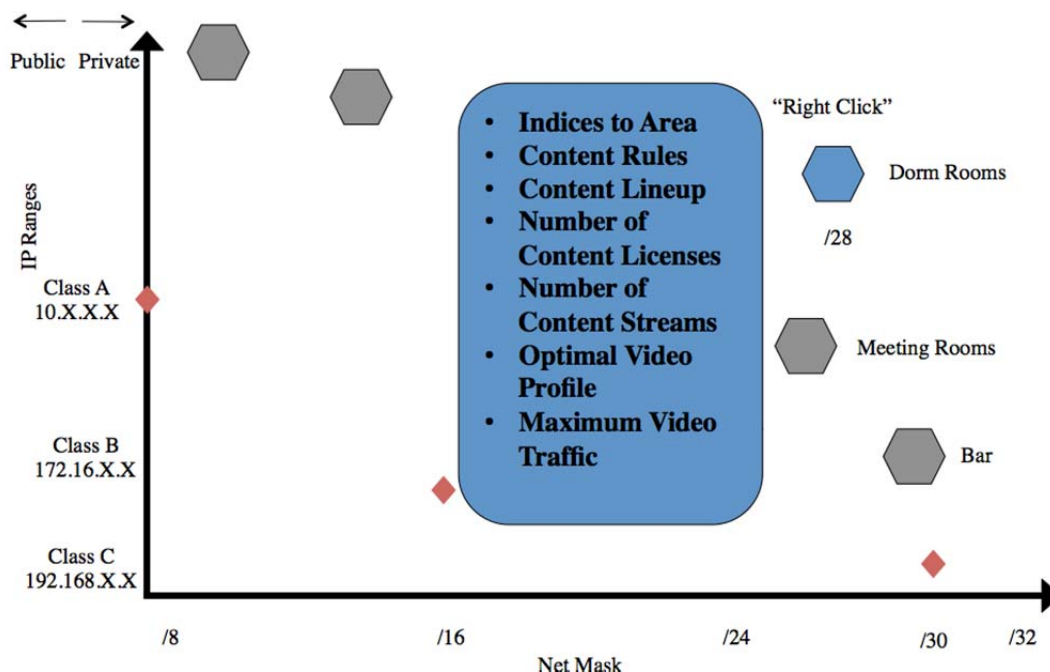 Public Private
“Right Click”
• Indices to Area
• Content Rules
• Content Lineup
• Number of
Content Licenses
• Number of
Content Streams
• Optimal Video
Profile
• Maximum Video
Traffic
Dorm Rooms
/28
Meeting Rooms
Bar
IP Ranges
Class A
10.X.X.X
Class B
172.16.X.X
Class C
192.168.X.X
/8
/16
/24
/30
/32
Net Mask